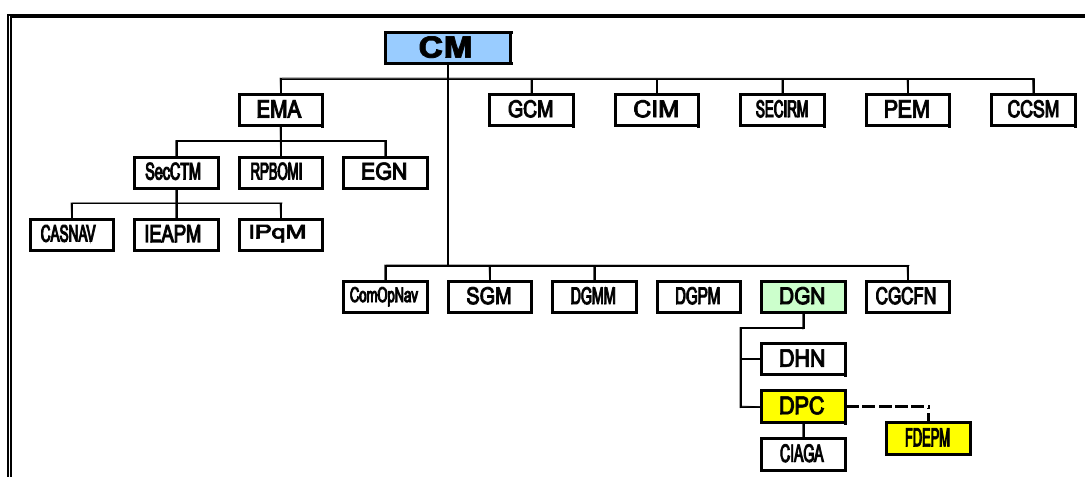 CM
EMA
GCM
CIM
SECIRM
PEM
CCSM
SecCTM
RPBOMI
EGN
CASNAV
IEAPM
IPqM
ComOpNav
SGM
DGMM
DGPM
DGN
CGCFN
DHN
DPC
FDEPM
CIAGA